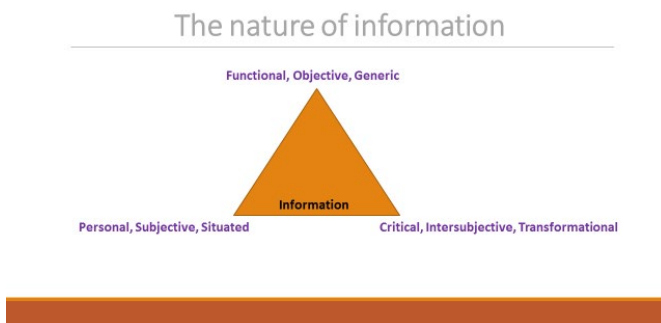 The nature of information
Functional, Objective, Generic
Information
Personal, Subjective, Situated
Critical, Intersubjective, Transformational